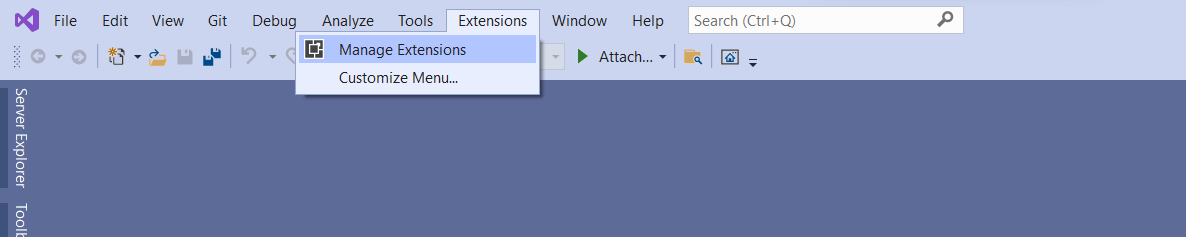 File Edit View Git Debug Analyze Tools Extensions Window Help Search (Ctrl+Q)
Manage Extensions
Attach...
Customize Menu...
Server Explorer